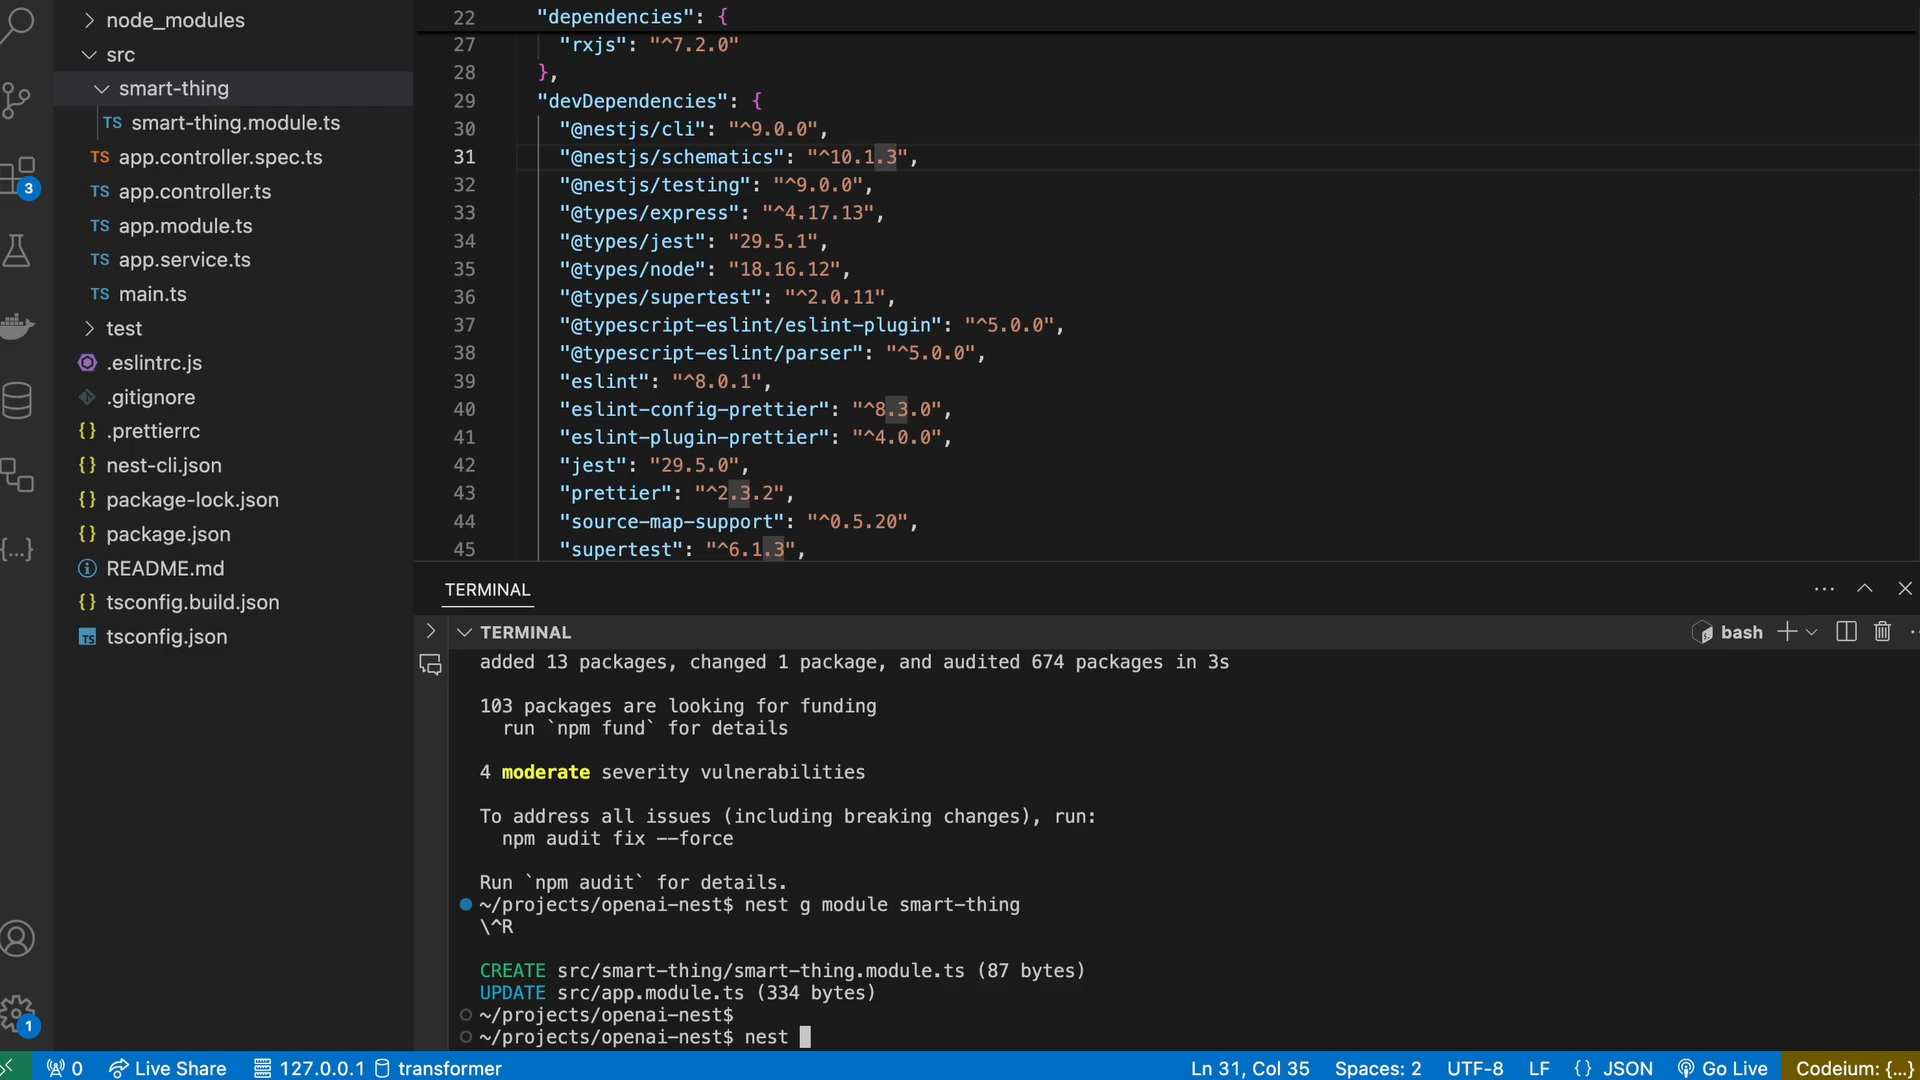 node_modules
src
smart-thing
TS smart-thing.module.ts
TS app.controller.spec.ts
TS app.controller.ts
TS app.module.ts
TS app.service.ts
TS main.ts
test
.eslintrc.js
.gitignore
{} .prettierrc
{} nest-cli.json
{} package-lock.json
{} package.json
README.md
{} tsconfig.build.json
TS tsconfig.json
3
{...}
1
22 "dependencies": {
27 "rxjs": "^7.2.0"
28 },
29 "devDependencies": {
30 "@nestjs/cli": "^9.0.0",
31 "@nestjs/schematics": "^10.1.3",
32 "@nestjs/testing": "^9.0.0",
33 "@types/express": "^4.17.13",
34 "@types/jest": "29.5.1",
35 "@types/node": "18.16.12",
36 "@types/supertest": "^2.0.11",
37 "@typescript-eslint/eslint-plugin": "^5.0.0",
38 "@typescript-eslint/parser": "^5.0.0",
39 "eslint": "^8.0.1",
40 "eslint-config-prettier": "^8.3.0",
41 "eslint-plugin-prettier": "^4.0.0",
42 "jest": "29.5.0",
43 "prettier": "^2.3.2",
44 "source-map-support": "^0.5.20",
45 "supertest": "^6.1.3",
TERMINAL
TERMINAL
bash
added 13 packages, changed 1 package, and audited 674 packages in 3s
103 packages are looking for funding
run `npm fund` for details
4 moderate severity vulnerabilities
To address all issues (including breaking changes), run:
npm audit fix --force
Run `npm audit` for details.
~/projects/openai-nest$ nest g module smart-thing
\^R
CREATE src/smart-thing/smart-thing.module.ts (87 bytes)
UPDATE src/app.module.ts (334 bytes)
~/projects/openai-nest$
~/projects/openai-nest$ nest
0 Live Share 127.0.0.1 transformer Ln 31, Col 35 Spaces: 2 UTF-8 LF {} JSON Go Live Codeium: {...}